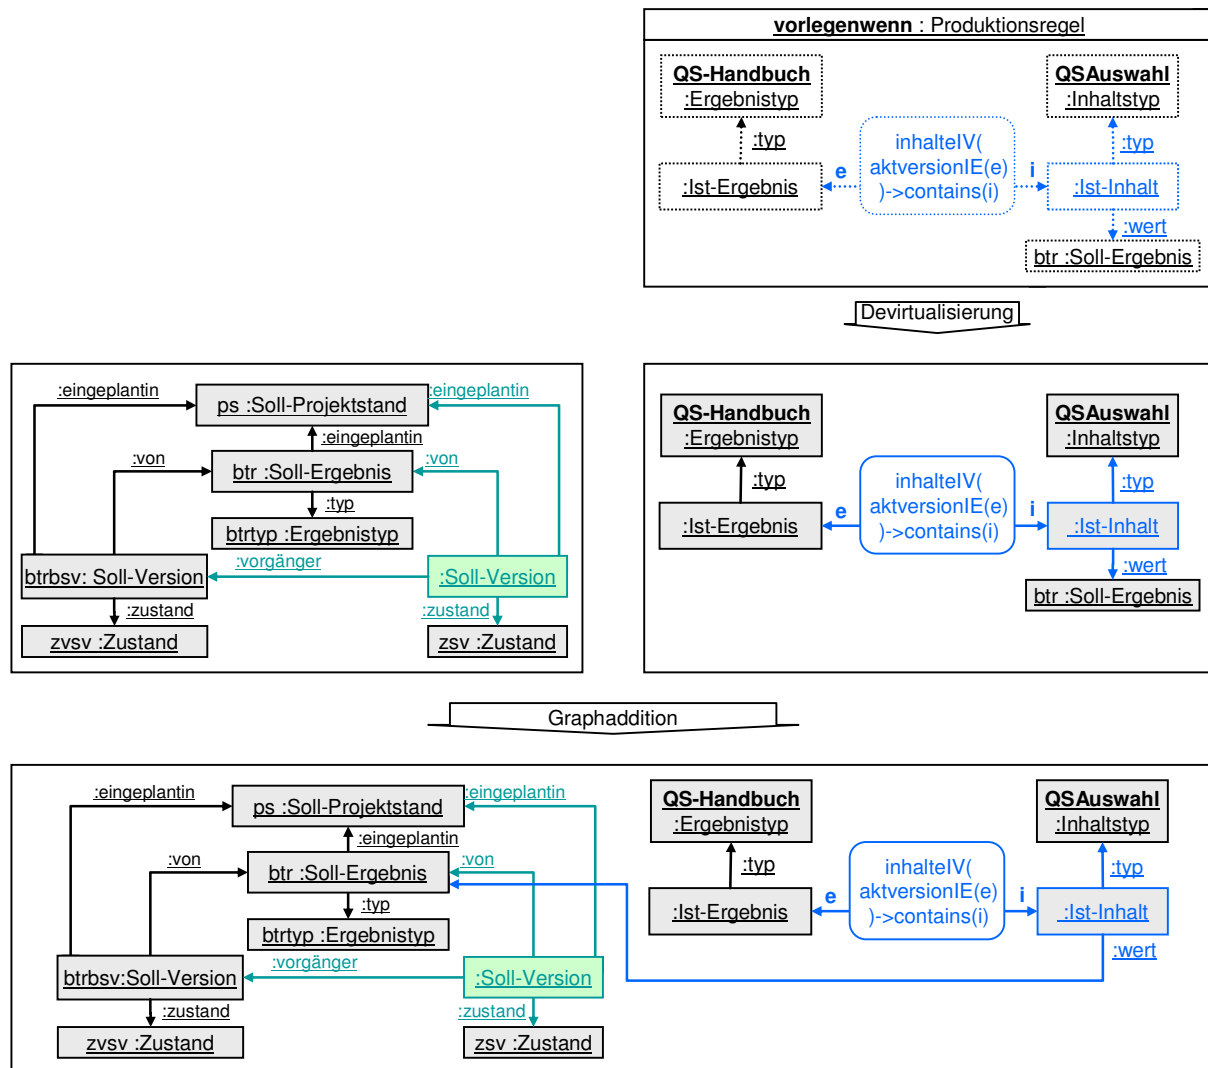 vorlegenwenn : Produktionsregel
QS-Handbuch
:Ergebnistyp
QSAuswahl
:Inhaltstyp
:typ
inhalteIV(
aktversionIE(e)
)->contains(i)
:typ
:Ist-Ergebnis
e
i
:Ist-Inhalt
:wert
btr :Soll-Ergebnis
Devirtualisierung
:eingeplantin
ps :Soll-Projektstand
:eingeplantin
:eingeplantin
:von
btr :Soll-Ergebnis
:von
:typ
btrtyp :Ergebnistyp
:vorgänger
btrbsv: Soll-Version
:Soll-Version
:zustand
:zustand
zvsv :Zustand
zsv :Zustand
QS-Handbuch
:Ergebnistyp
QSAuswahl
:Inhaltstyp
:typ
inhalteIV(
aktversionIE(e)
)->contains(i)
:typ
:Ist-Ergebnis
e
i
:Ist-Inhalt
:wert
btr :Soll-Ergebnis
Graphaddition
:eingeplantin
ps :Soll-Projektstand
:eingeplantin
:eingeplantin
:von
btr :Soll-Ergebnis
:von
:typ
btrtyp :Ergebnistyp
:vorgänger
btrbsv:Soll-Version
:Soll-Version
:zustand
:zustand
zvsv :Zustand
zsv :Zustand
QS-Handbuch
:Ergebnistyp
QSAuswahl
:Inhaltstyp
:typ
inhalteIV(
aktversionIE(e)
)->contains(i)
:typ
:Ist-Ergebnis
e
i
:Ist-Inhalt
:wert